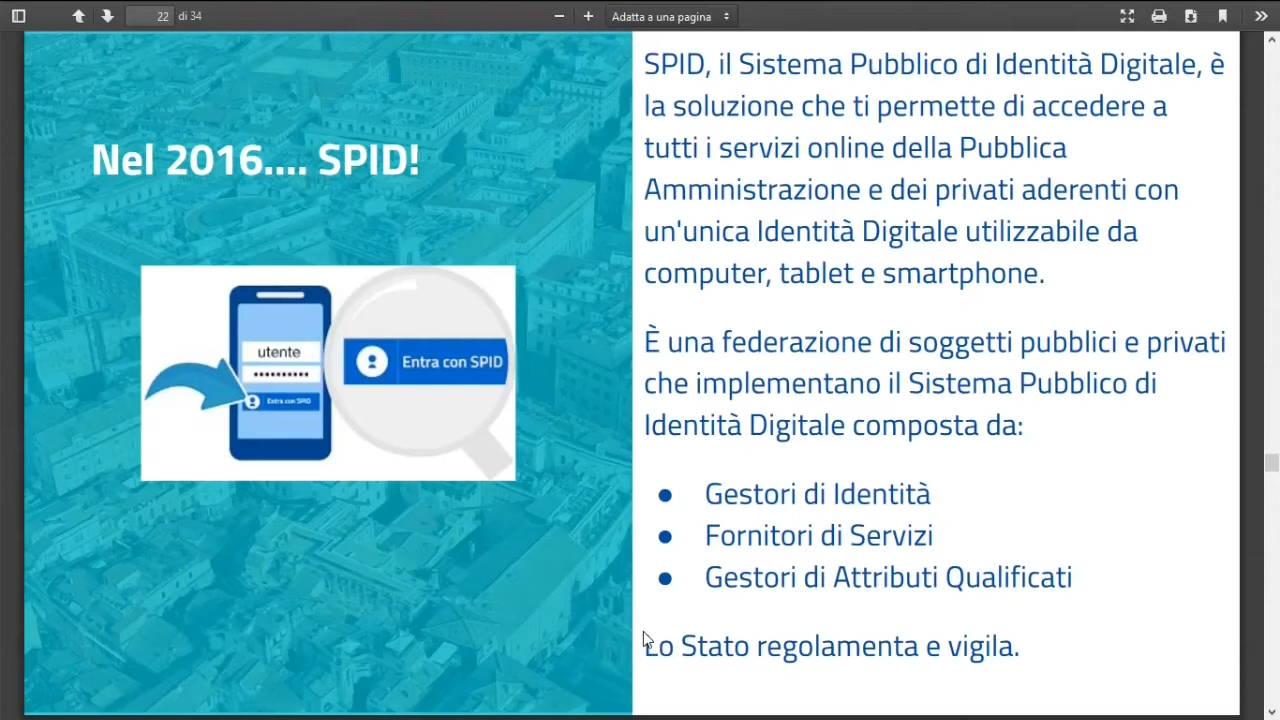 22 di 34
Adatta a una pagina
Nel 2016.... SPID!
utente
Entra con SPID
Entra con SPID
SPID, il Sistema Pubblico di Identità Digitale, è
la soluzione che ti permette di accedere a
tutti i servizi online della Pubblica
Amministrazione e dei privati aderenti con
un'unica Identità Digitale utilizzabile da
computer, tablet e smartphone.
È una federazione di soggetti pubblici e privati
che implementano il Sistema Pubblico di
Identità Digitale composta da:
● Gestori di Identità
● Fornitori di Servizi
● Gestori di Attributi Qualificati
Lo Stato regolamenta e vigila.